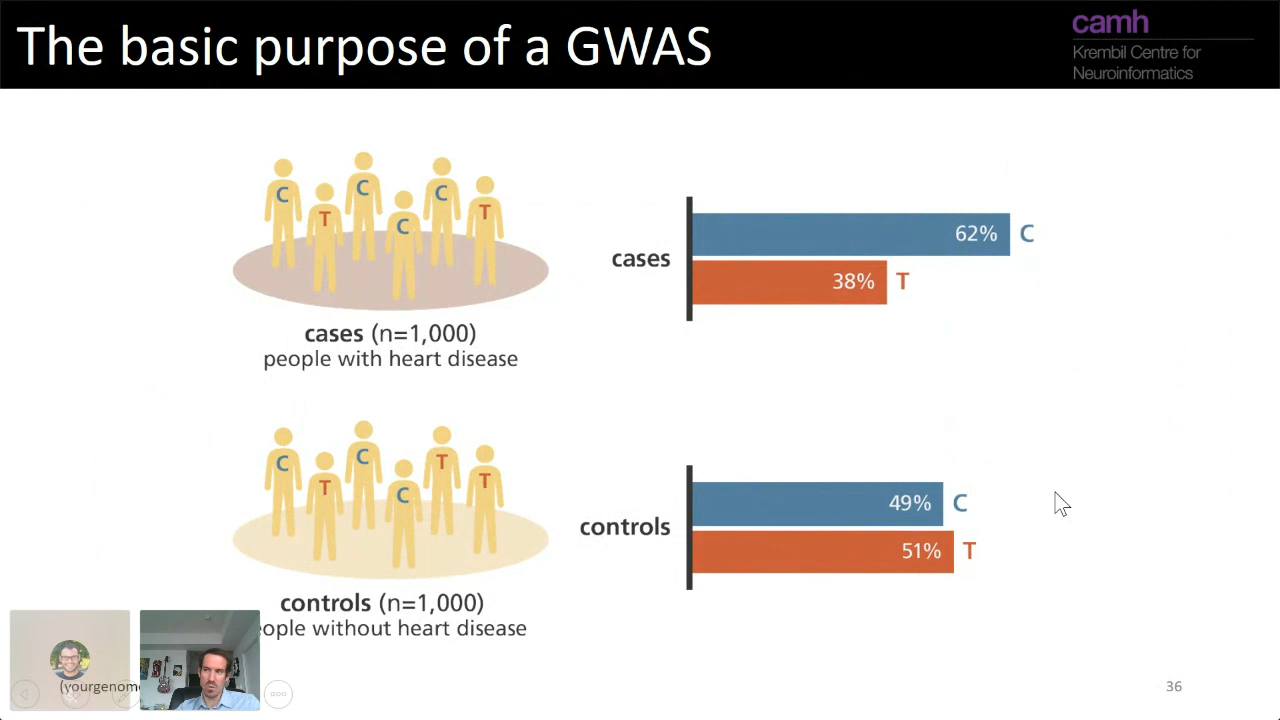 The basic purpose of a GWAS
camh
Krembil Centre for
Neuroinformatics
C
T
C
C
C
T
cases (n=1,000)
people with heart disease
cases
62% C
38% T
C
T
C
C
T
T
controls (n=1,000)
eople without heart disease
controls
49% C
51% T
(yourgenom
36